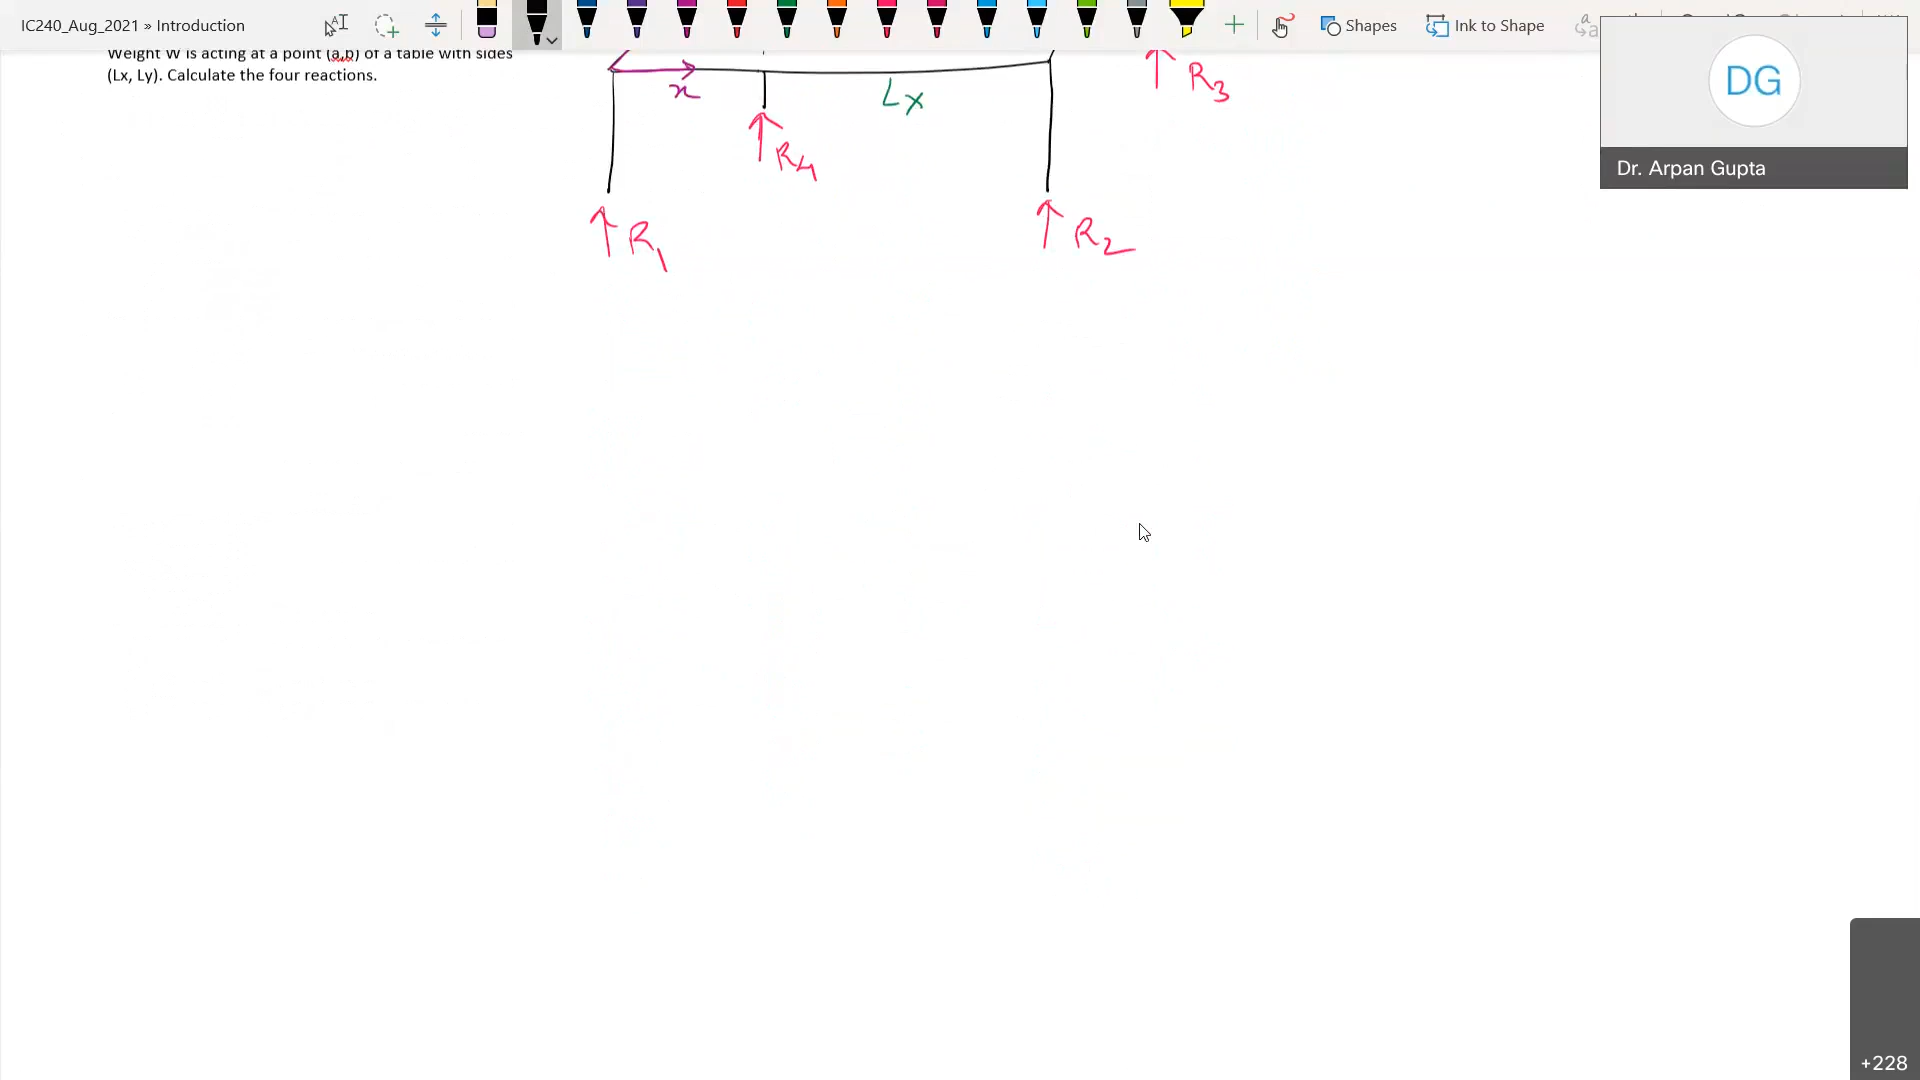 IC240_Aug_2021 » Introduction
Shapes
Ink to Shape
Weight W is acting at a point (a,b) of a table with sides
(Lx, Ly). Calculate the four reactions.
DG
Dr. Arpan Gupta
x
Lx
R3
R4
R1
R2
+228